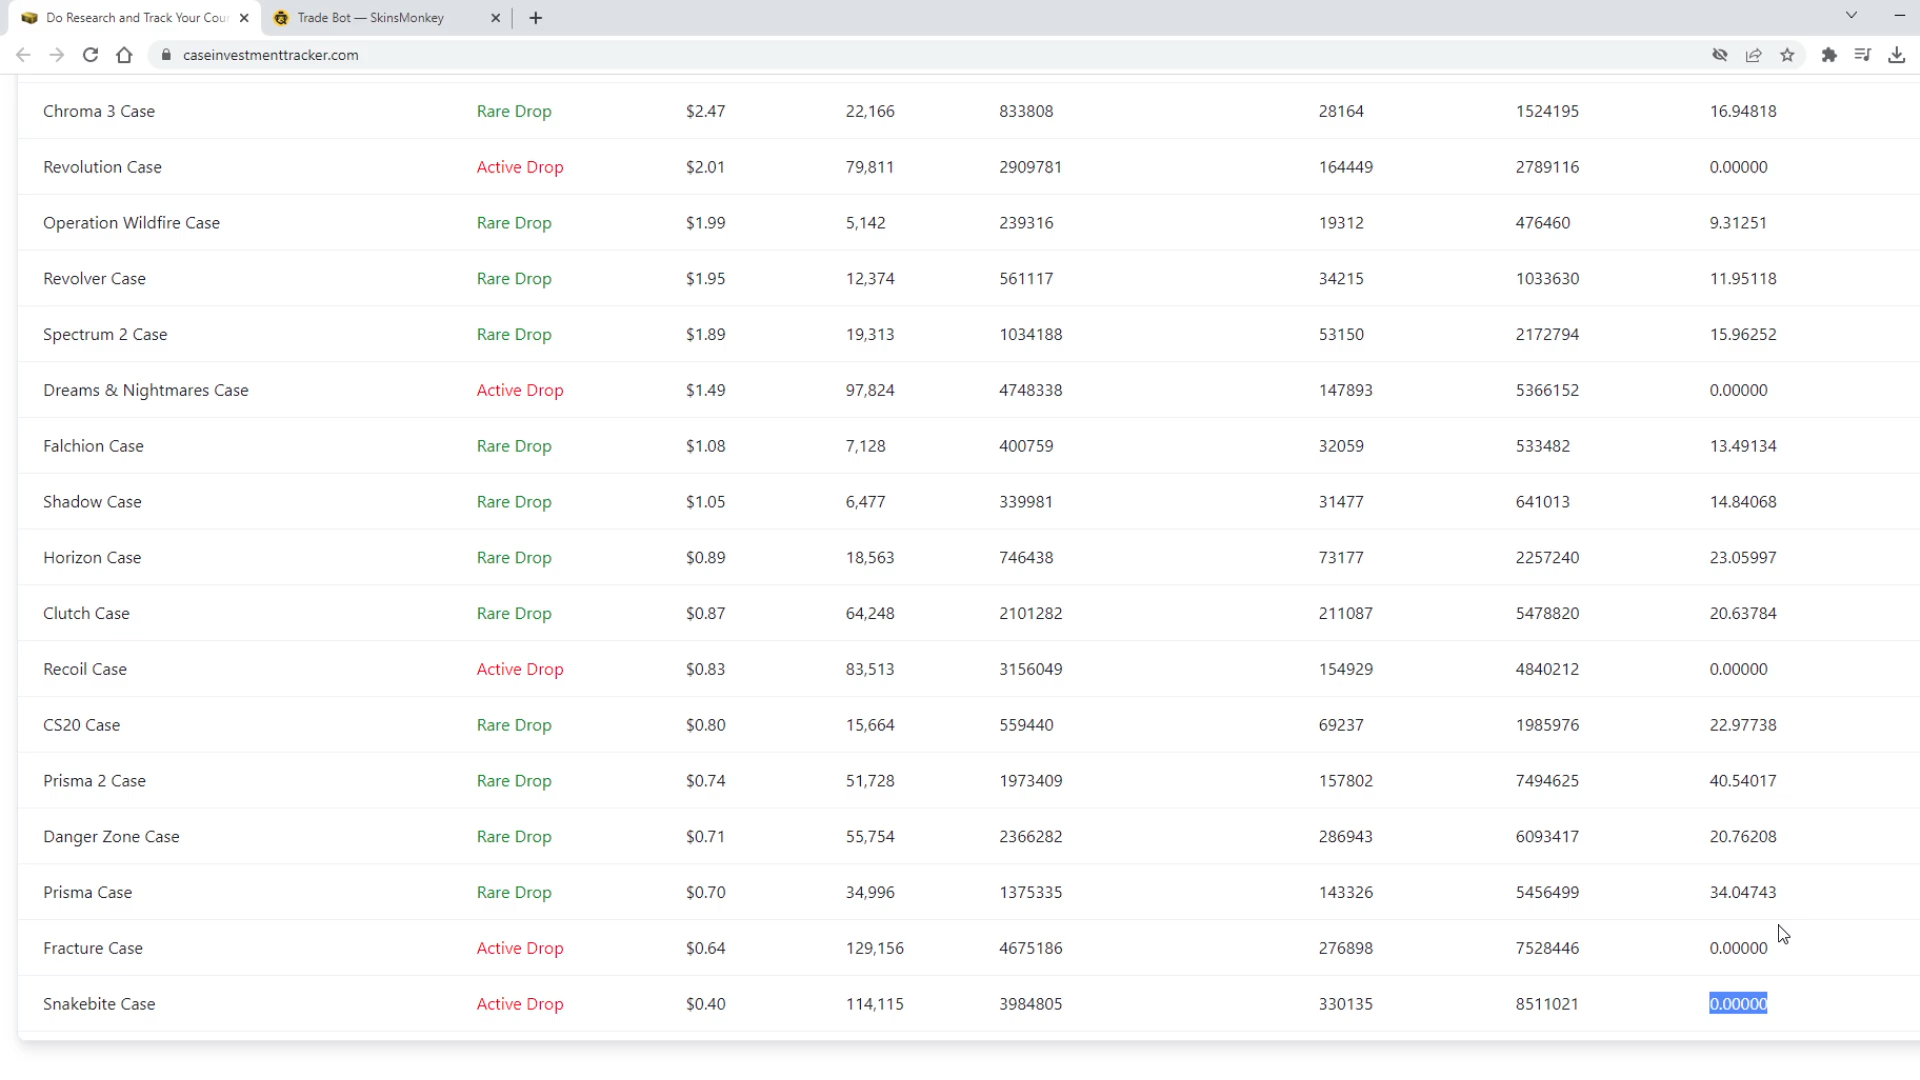 Do Research and Track Your Cou
Trade Bot — SkinsMonkey
caseinvestmenttracker.com
Chroma 3 Case Rare Drop $2.47 22,166 833808 28164 1524195 16.94818
Revolution Case Active Drop $2.01 79,811 2909781 164449 2789116 0.00000
Operation Wildfire Case Rare Drop $1.99 5,142 239316 19312 476460 9.31251
Revolver Case Rare Drop $1.95 12,374 561117 34215 1033630 11.95118
Spectrum 2 Case Rare Drop $1.89 19,313 1034188 53150 2172794 15.96252
Dreams & Nightmares Case Active Drop $1.49 97,824 4748338 147893 5366152 0.00000
Falchion Case Rare Drop $1.08 7,128 400759 32059 533482 13.49134
Shadow Case Rare Drop $1.05 6,477 339981 31477 641013 14.84068
Horizon Case Rare Drop $0.89 18,563 746438 73177 2257240 23.05997
Clutch Case Rare Drop $0.87 64,248 2101282 211087 5478820 20.63784
Recoil Case Active Drop $0.83 83,513 3156049 154929 4840212 0.00000
CS20 Case Rare Drop $0.80 15,664 559440 69237 1985976 22.97738
Prisma 2 Case Rare Drop $0.74 51,728 1973409 157802 7494625 40.54017
Danger Zone Case Rare Drop $0.71 55,754 2366282 286943 6093417 20.76208
Prisma Case Rare Drop $0.70 34,996 1375335 143326 5456499 34.04743
Fracture Case Active Drop $0.64 129,156 4675186 276898 7528446 0.00000
Snakebite Case Active Drop $0.40 114,115 3984805 330135 8511021 0.00000